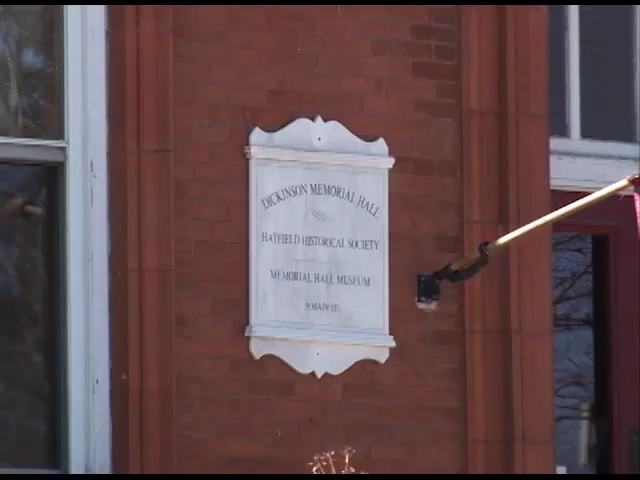 DICKINSON MEMORIAL HALL
HATFIELD HISTORICAL SOCIETY
MEMORIAL HALL MUSEUM
MAIN ST.